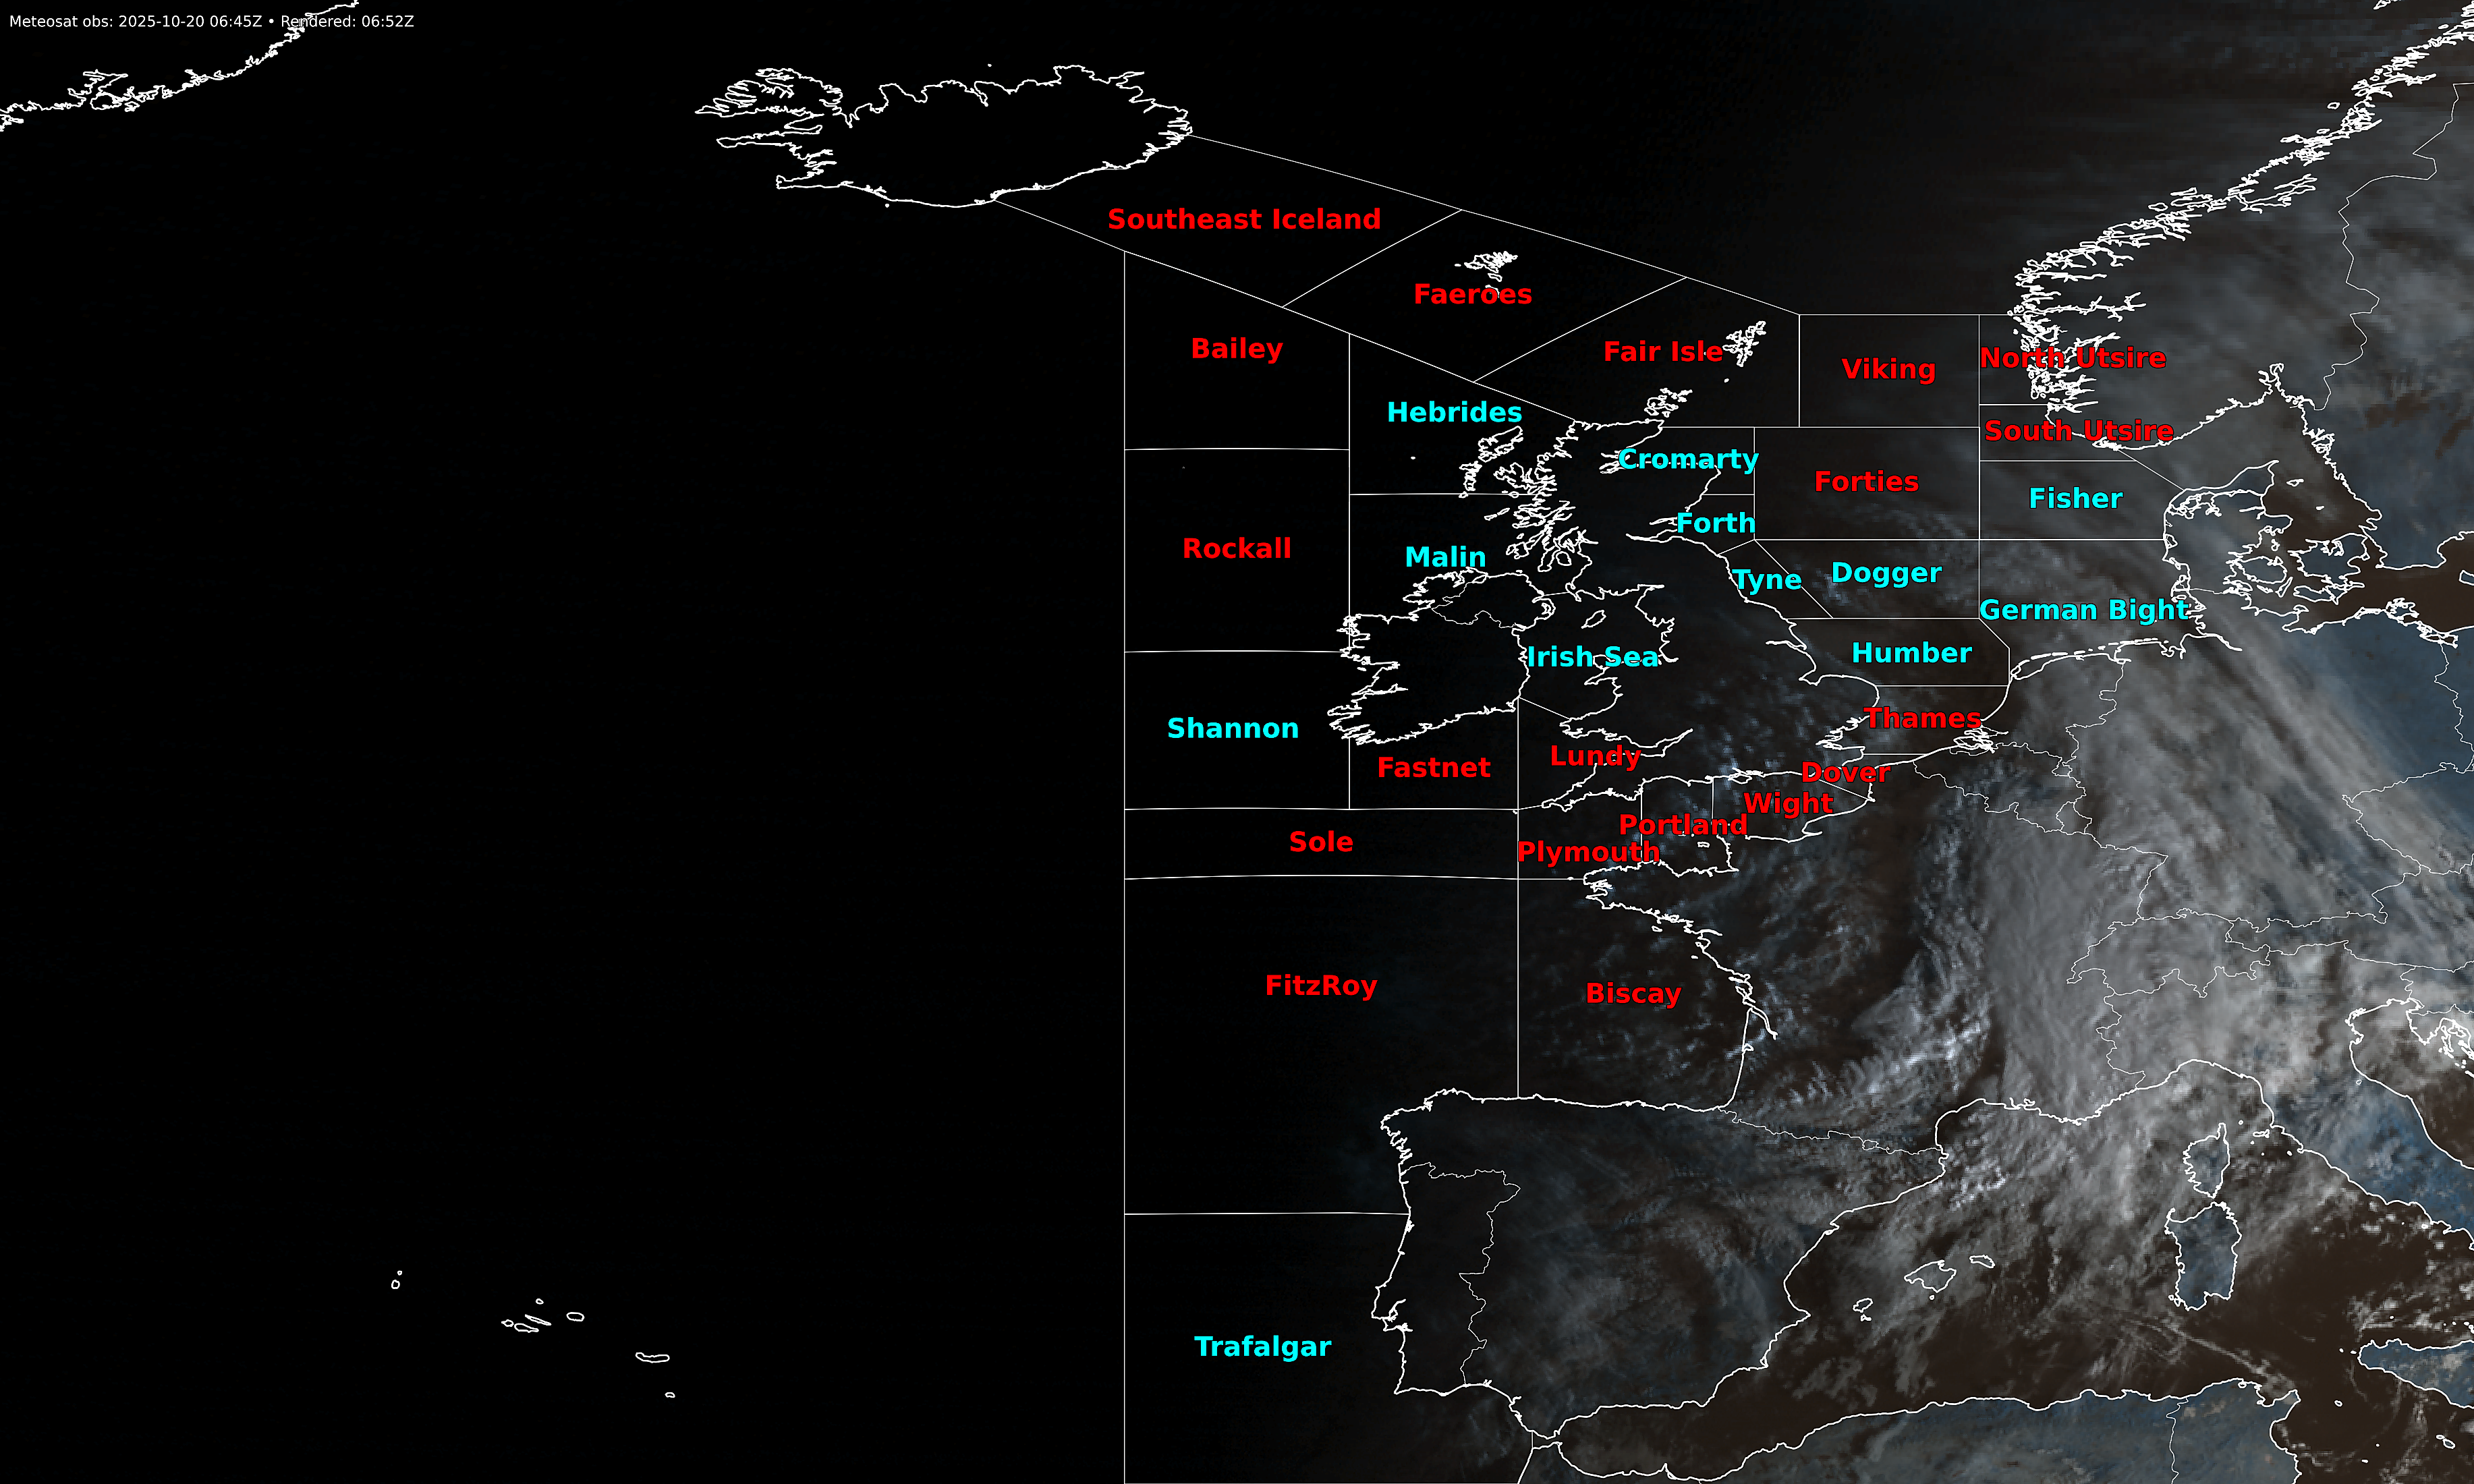 Meteosat obs: 2025-10-20 06:45Z • Rendered: 06:52Z
Southeast Iceland
Faeroes
Bailey
Fair Isle
Viking
North Utsire
Hebrides
South Utsire
Cromarty
Forties
Fisher
Forth
Rockall
Malin
Tyne
Dogger
German Bight
Irish Sea
Humber
Thames
Shannon
Fastnet
Lundy
Dover
Wight
Portland
Sole
Plymouth
FitzRoy
Biscay
Trafalgar